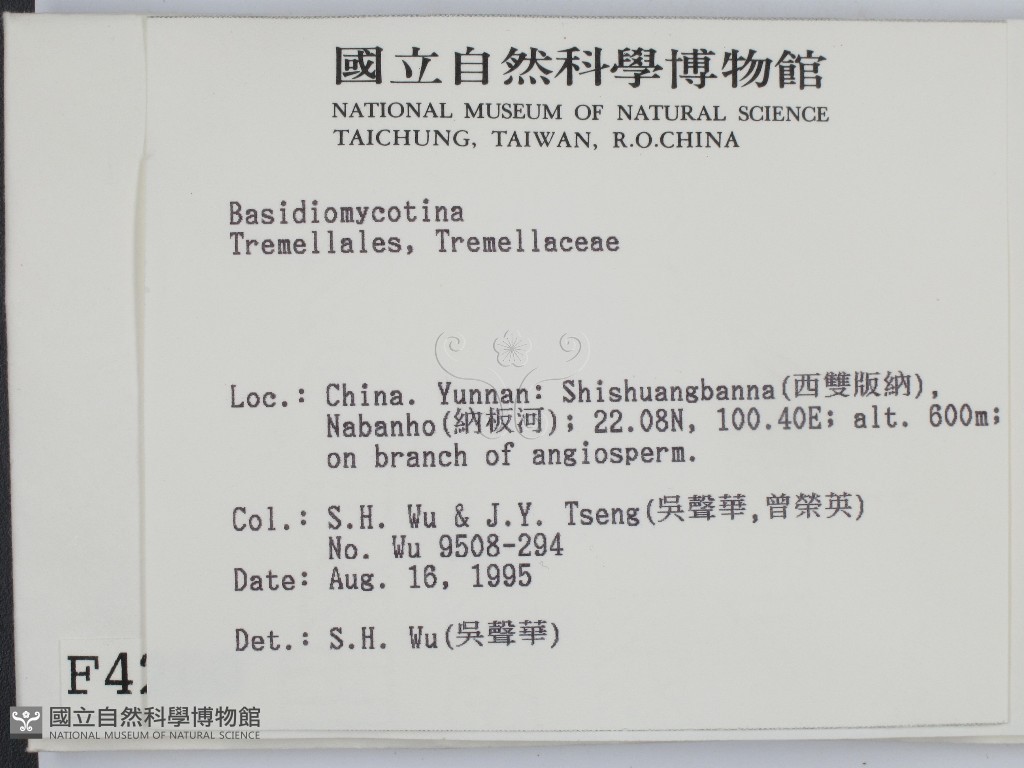 國立自然科學博物館
NATIONAL MUSEUM OF NATURAL SCIENCE
TAICHUNG, TAIWAN, R.O.CHINA
Basidiomycotina
Tremellales, Tremellaceae
Loc.: China. Yunnan: Shishuangbanna(西雙版納),
Nabanho(納板河); 22.08N, 100.40E; alt. 600m;
on branch of angiosperm.
Col.: S.H. Wu & J.Y. Tseng(吳聲華,曾榮英)
No. Wu 9508-294
Date: Aug. 16, 1995
Det.: S.H. Wu(吳聲華)
F42
國立自然科學博物館
NATIONAL MUSEUM OF NATURAL SCIENCE